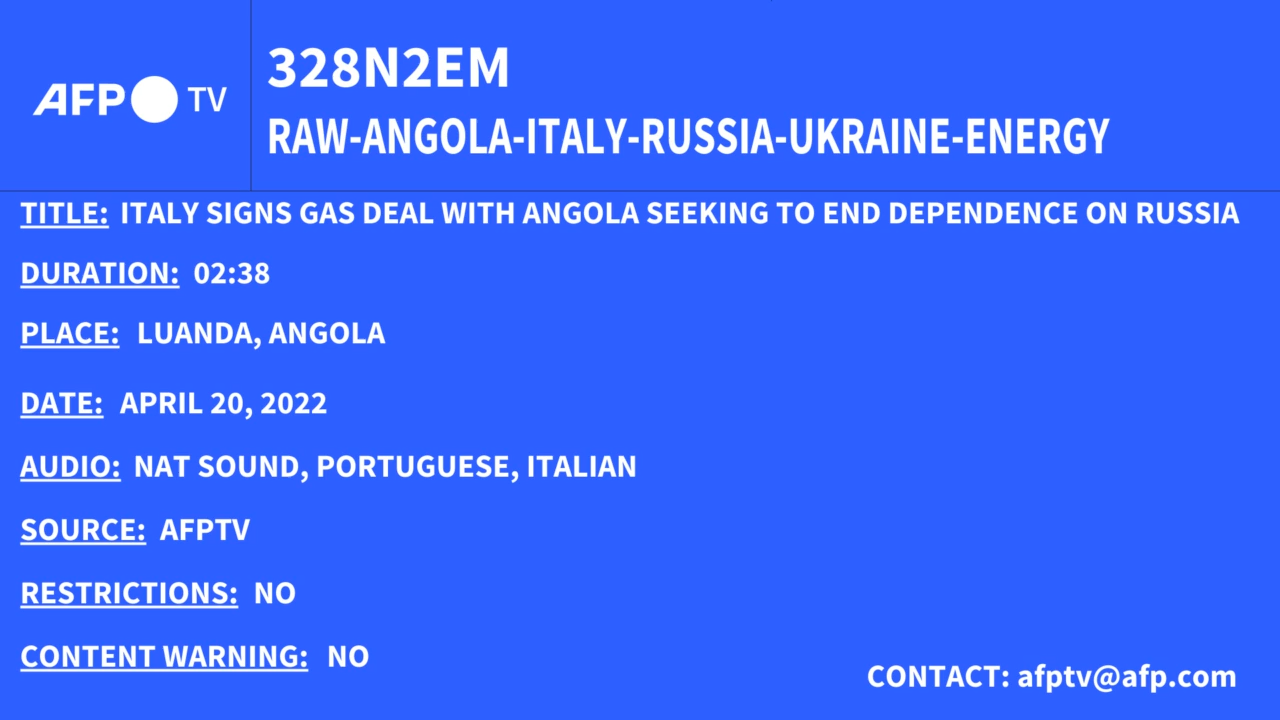 AFP TV
328N2EM
RAW-ANGOLA-ITALY-RUSSIA-UKRAINE-ENERGY
TITLE: ITALY SIGNS GAS DEAL WITH ANGOLA SEEKING TO END DEPENDENCE ON RUSSIA
DURATION: 02:38
PLACE: LUANDA, ANGOLA
DATE: APRIL 20, 2022
AUDIO: NAT SOUND, PORTUGUESE, ITALIAN
SOURCE: AFPTV
RESTRICTIONS: NO
CONTENT WARNING: NO
CONTACT: afptv@afp.com